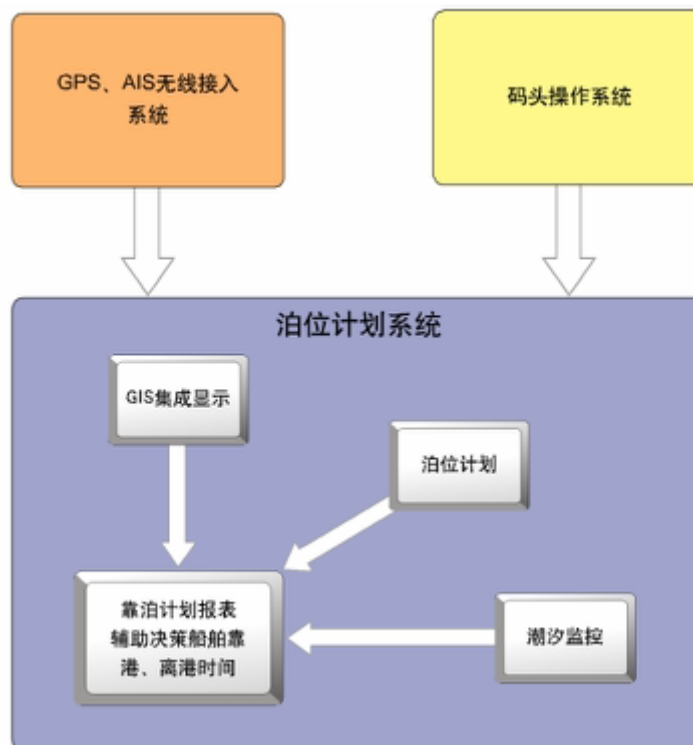 GPS、AIS无线接入
系统
码头操作系统
泊位计划系统
GIS集成显示
泊位计划
靠泊计划报表
辅助决策船舶靠
港、离港时间
潮汐监控